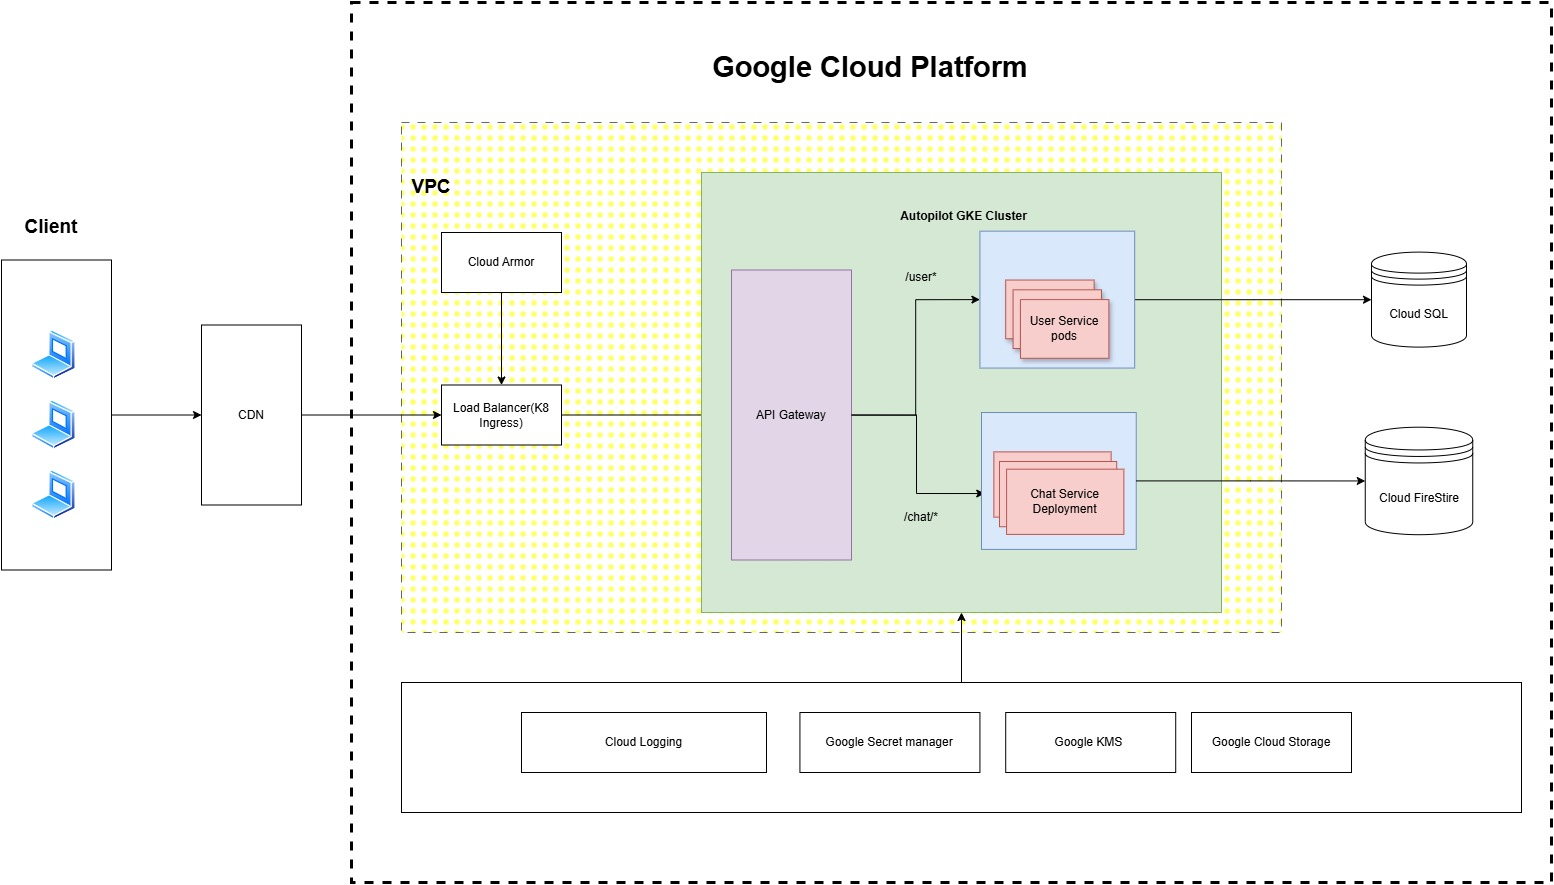 Google Cloud Platform
VPC
Client
Autopilot GKE Cluster
Cloud Armor
/user*
User Service
pods
Cloud SQL
CDN
Load Balancer(K8
Ingress)
API Gateway
Chat Service
Deployment
Cloud FireStire
/chat/*
Cloud Logging
Google Secret manager
Google KMS
Google Cloud Storage